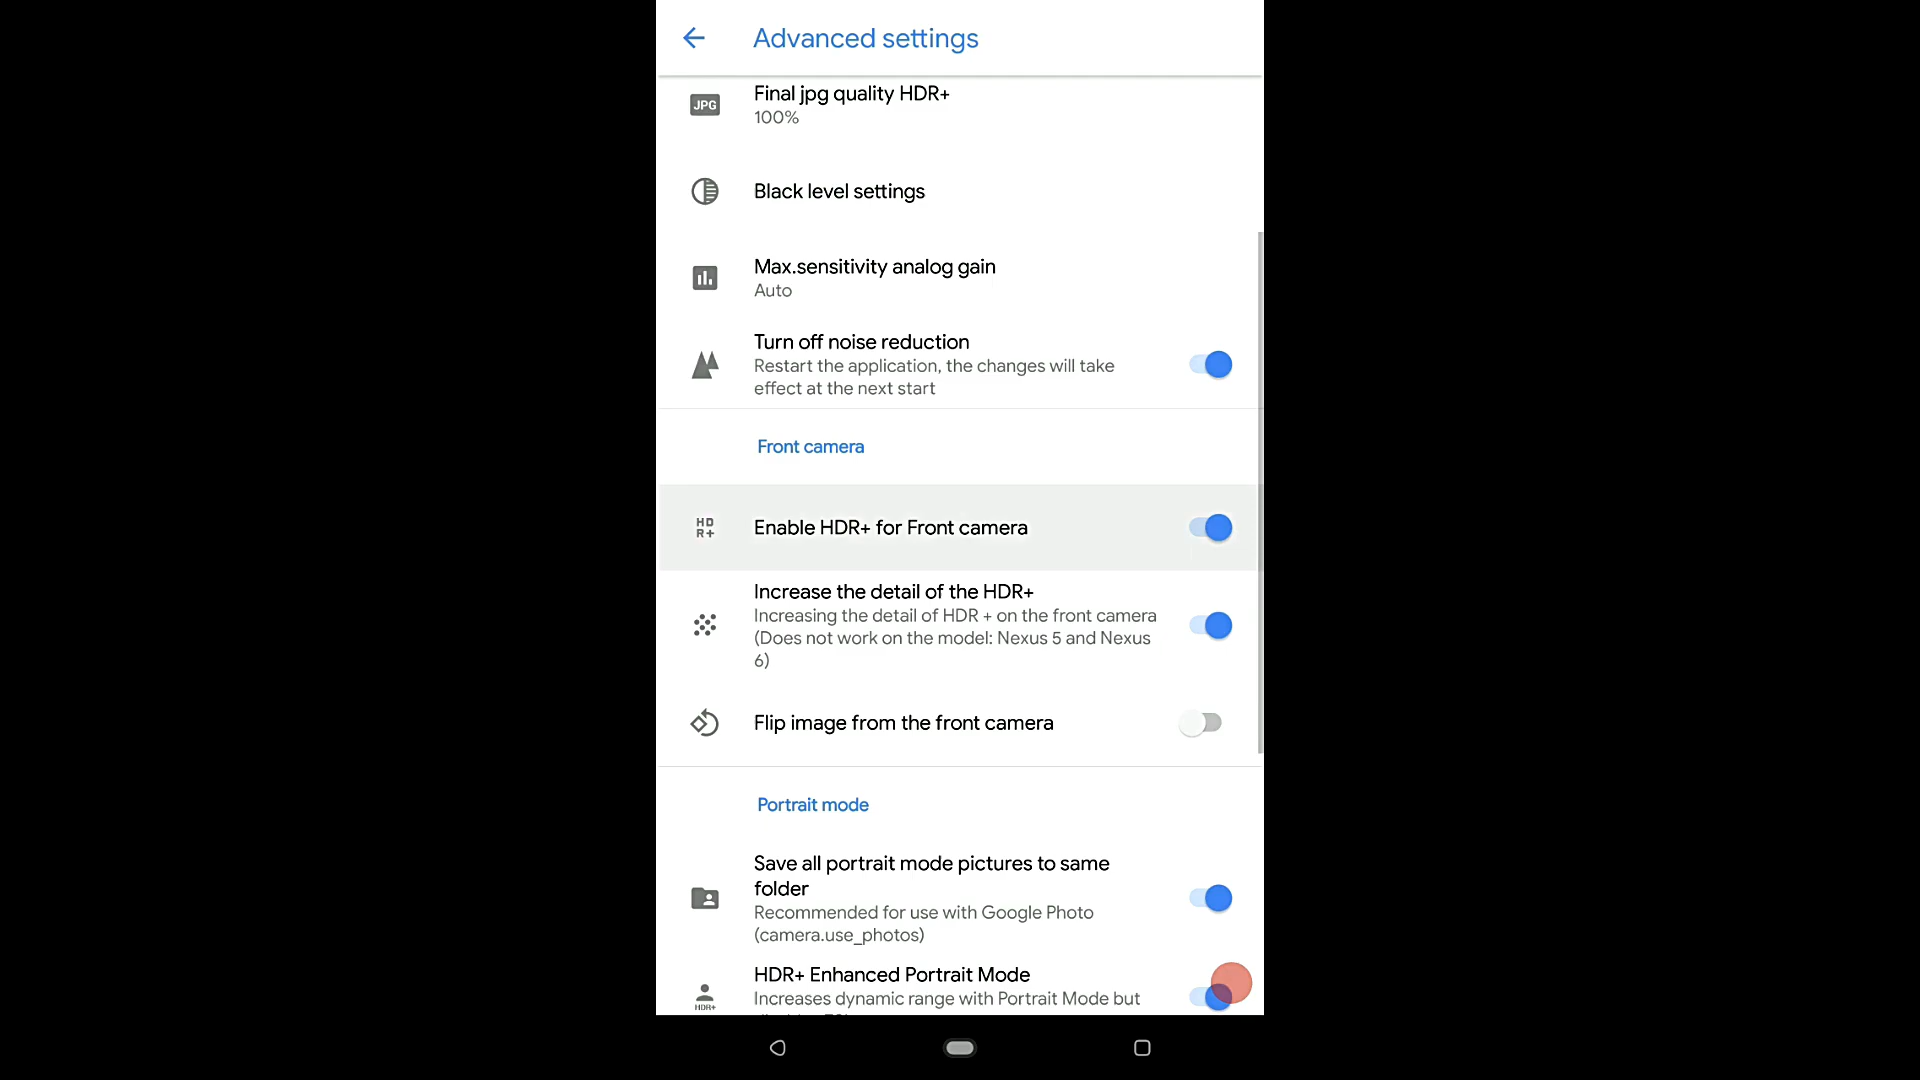 Advanced settings
JPG
Final jpg quality HDR+
100%
Black level settings
Max.sensitivity analog gain
Auto
Turn off noise reduction
Restart the application, the changes will take
effect at the next start
Front camera
HD
R+
Enable HDR+ for Front camera
Increase the detail of the HDR+
Increasing the detail of HDR + on the front camera
(Does not work on the model: Nexus 5 and Nexus
6)
Flip image from the front camera
Portrait mode
Save all portrait mode pictures to same
folder
Recommended for use with Google Photo
(camera.use_photos)
HDR+ Enhanced Portrait Mode
HDR+
Increases dynamic range with Portrait Mode but